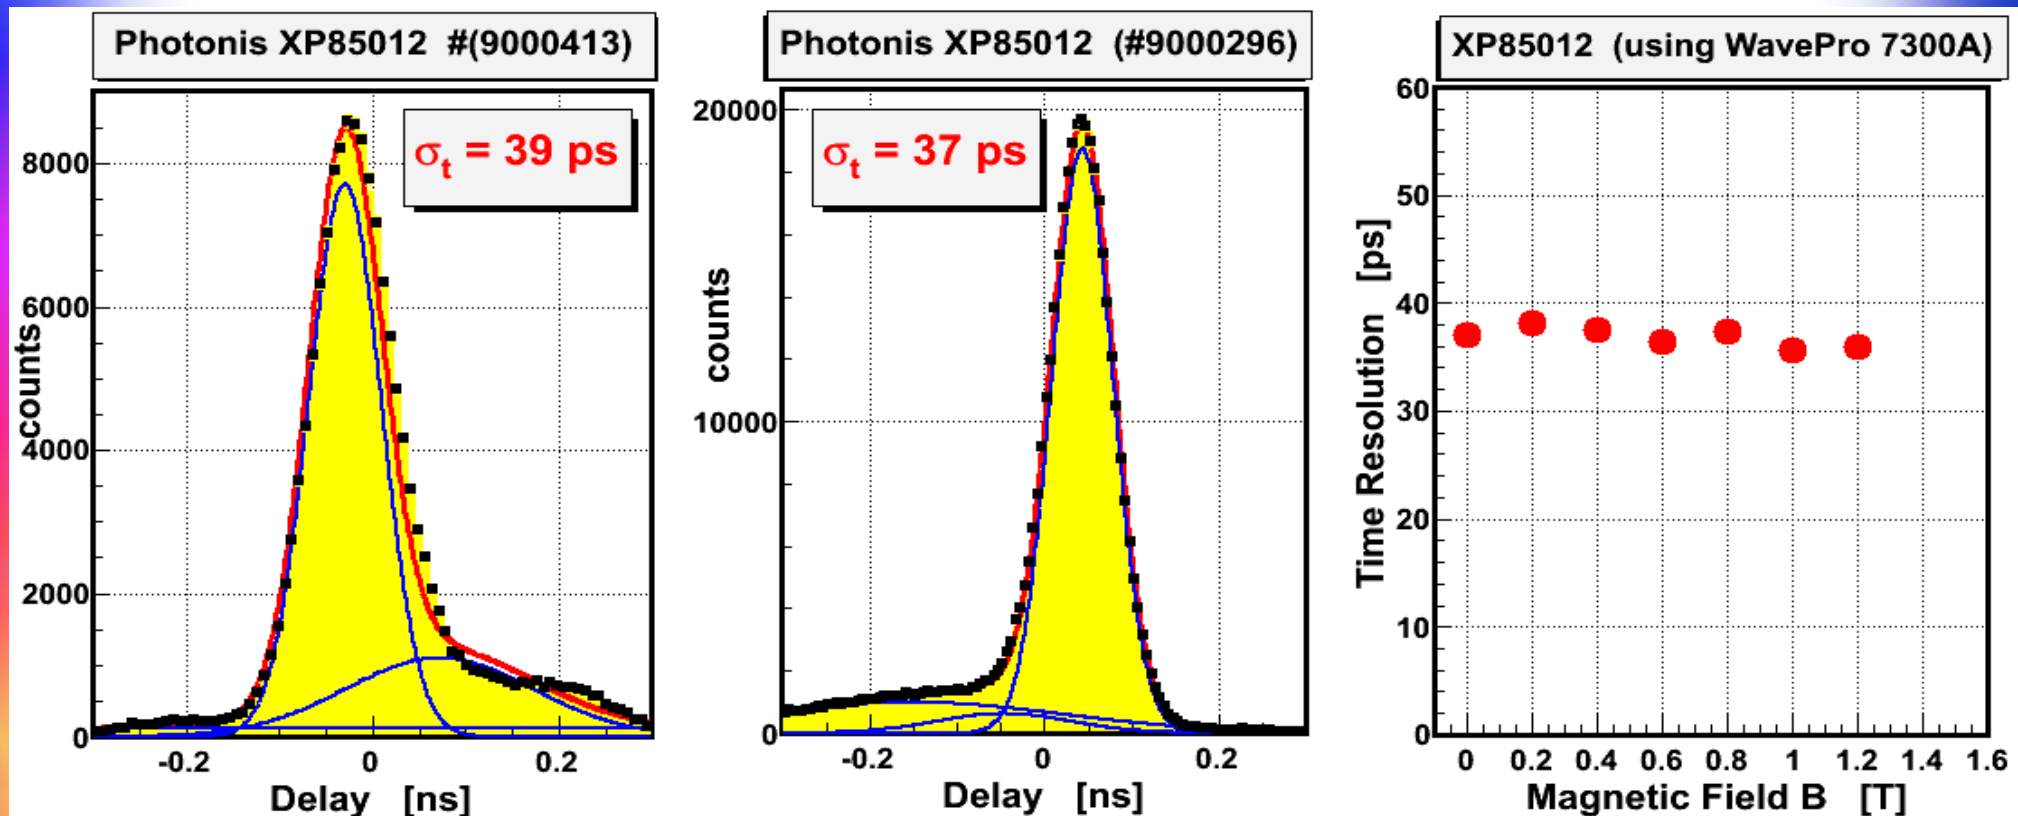 Photonis XP85012 #(9000413)
σt = 39 ps
8000
6000
4000
2000
0
counts
-0.2 0 0.2
Delay [ns]
Photonis XP85012 (#9000296)
σt = 37 ps
20000
10000
0
counts
-0.2 0 0.2
Delay [ns]
XP85012 (using WavePro 7300A)
60
50
40
30
20
10
0
Time Resolution [ps]
0 0.2 0.4 0.6 0.8 1 1.2 1.4 1.6
Magnetic Field B [T]